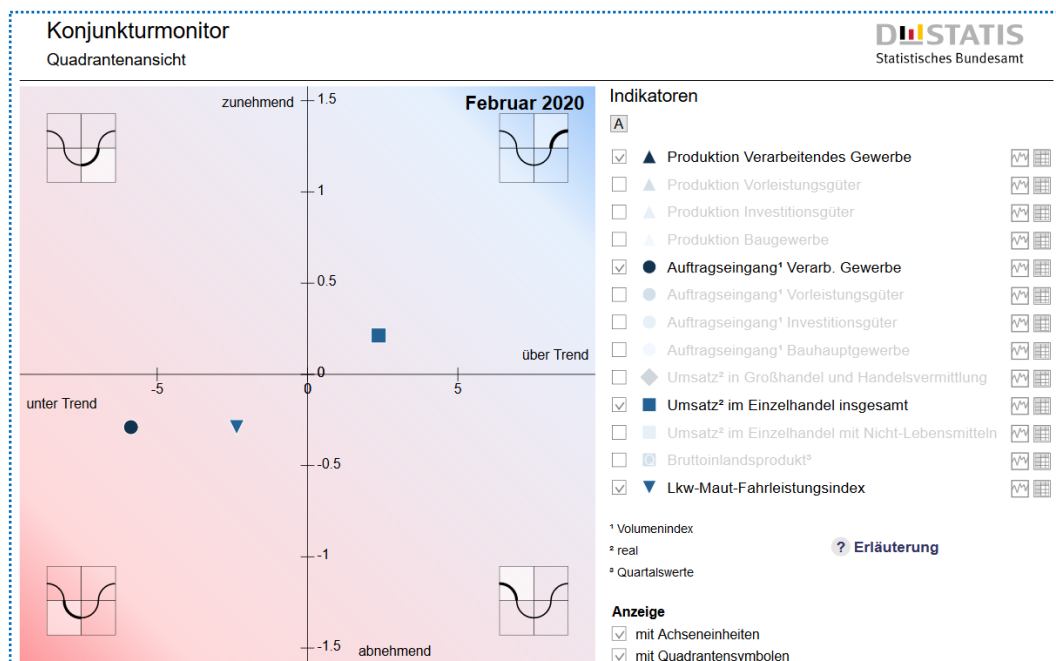 Konjunkturmonitor
Quadrantenansicht
D STATIS
Statistisches Bundesamt
zunehmend
1.5
Februar 2020
1
0.5
über Trend
-5
0
0
5
unter Trend
-0.5
-1
-1.5
abnehmend
Indikatoren
A
Produktion Verarbeitendes Gewerbe
Produktion Vorleistungsgüter
Produktion Investitionsgüter
Produktion Baugewerbe
Auftragseingang¹ Verarb. Gewerbe
Auftragseingang¹ Vorleistungsgüter
Auftragseingang¹ Investitionsgüter
Auftragseingang¹ Bauhauptgewerbe
Umsatz² in Großhandel und Handelsvermittlung
Umsatz² im Einzelhandel insgesamt
Umsatz² im Einzelhandel mit Nicht-Lebensmitteln
Bruttoinlandsprodukt³
Lkw-Maut-Fahrleistungsindex
¹ Volumenindex
² real
³ Quartalswerte
? Erläuterung
Anzeige
mit Achseneinheiten
mit Quadrantensymbolen